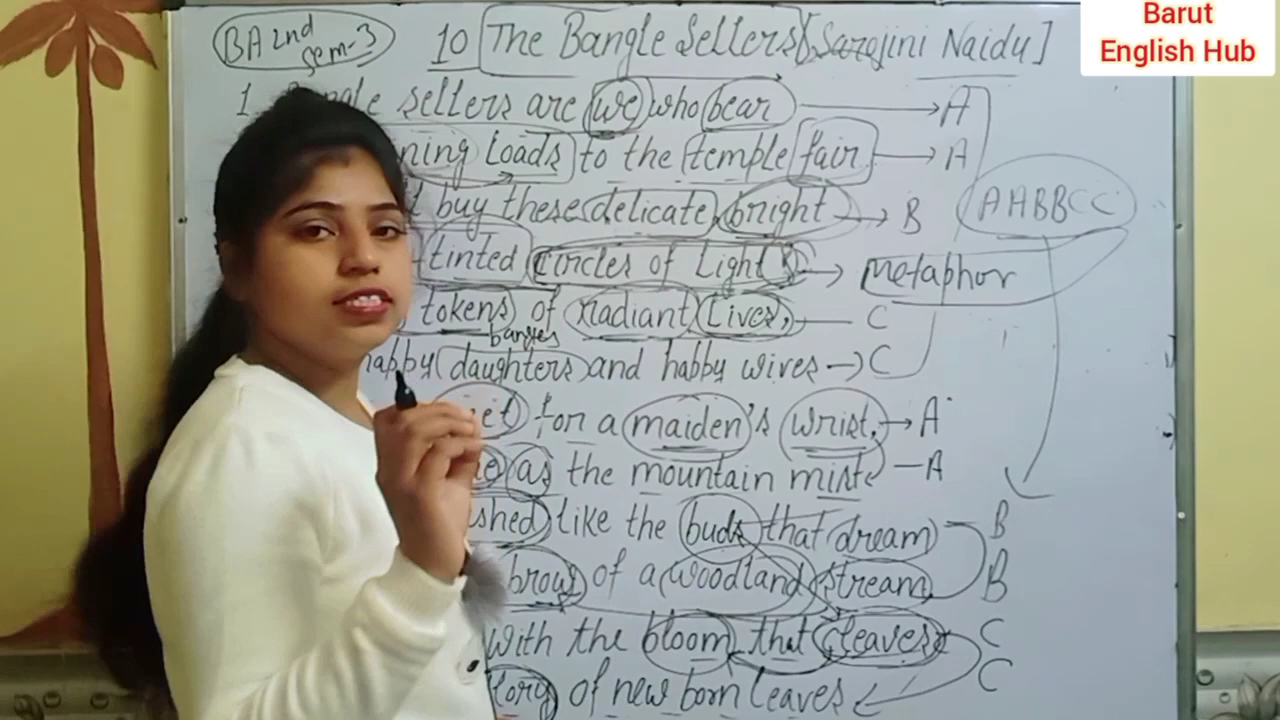 Barut
English Hub
BA 2nd
sem-3
10 The Bangle Sellers [Sarojini Naidu]
1. sellers are we who bear → A
ning Loads to the temple fair → A
buy these delicate, bright → B
AABBCC
tinted circles of Light → Metaphor
tokens of radiant Lives, C
bangles
happy daughters and habby wives → C
for a maiden's wrist, → A
as the mountain mist - A
shed like the buds that dream B
brow of a woodland stream B
with the bloom that cleaves C
of new born leaves C